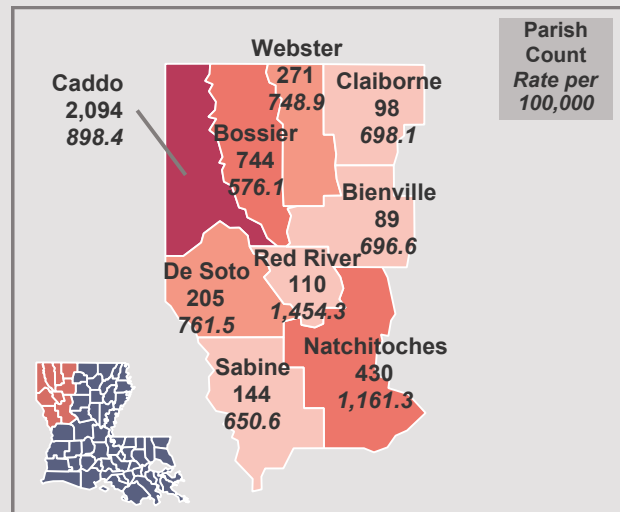 Parish
Count
Rate per
100,000
Webster
271
748.9
Caddo
2,094
898.4
Claiborne
98
698.1
Bossier
744
576.1
Bienville
89
696.6
De Soto
205
761.5
Red River
110
1,454.3
Natchitoches
430
1,161.3
Sabine
144
650.6